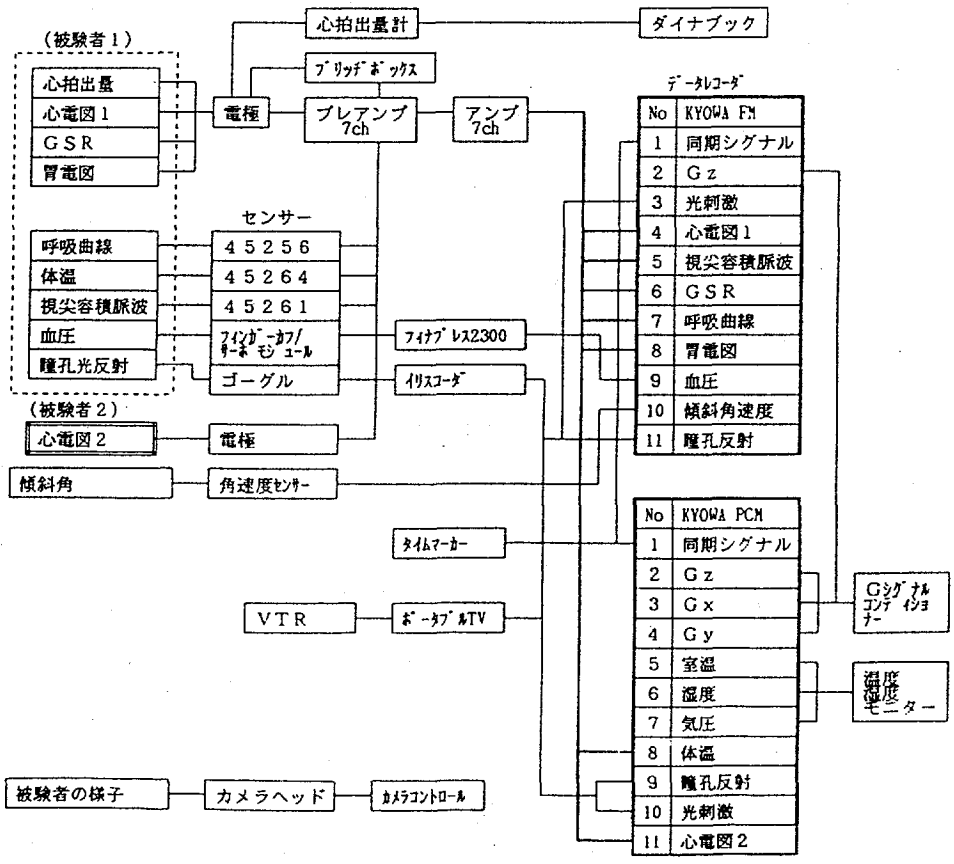 心拍出量計
ダイナブック
(被験者1)
心拍出量
心電図1
GSR
胃電図
電極
ブリッヂボックス
プレアンプ
7ch
アンプ
7ch
センサー
呼吸曲線
体温
視尖容積脈波
血圧
瞳孔光反射
45256
45264
45261
フィンガーカフ/
サーボモジュール
ゴーグル
フィナプレス2300
イリスコーダ
(被験者2)
心電図2
電極
傾斜角
角速度センサー
タイムマーカー
VTR
ポータブルTV
被験者の様子
カメラヘッド
カメラコントロール
データレコーダ
No KYOWA FM
1 同期シグナル
2 Gz
3 光刺激
4 心電図1
5 視尖容積脈波
6 GSR
7 呼吸曲線
8 胃電図
9 血圧
10 傾斜角速度
11 瞳孔反射
No KYOWA PCM
1 同期シグナル
2 Gz
3 Gx
4 Gy
5 室温
6 湿度
7 気圧
8 体温
9 瞳孔反射
10 光刺激
11 心電図2
Gシグナル
コンディショ
ナー
温度
湿度
モニター